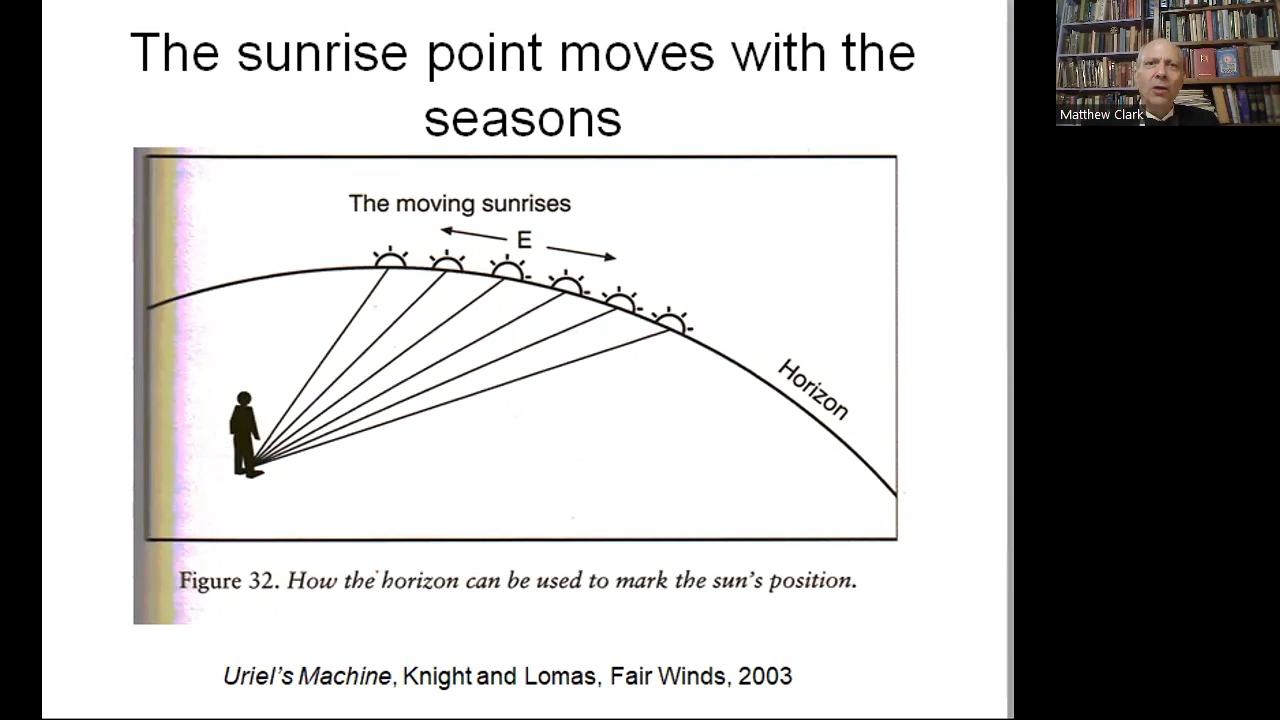 The sunrise point moves with the
seasons
Matthew Clark
The moving sunrises
E
Horizon
Figure 32. How the horizon can be used to mark the sun's position.
Uriel's Machine, Knight and Lomas, Fair Winds, 2003